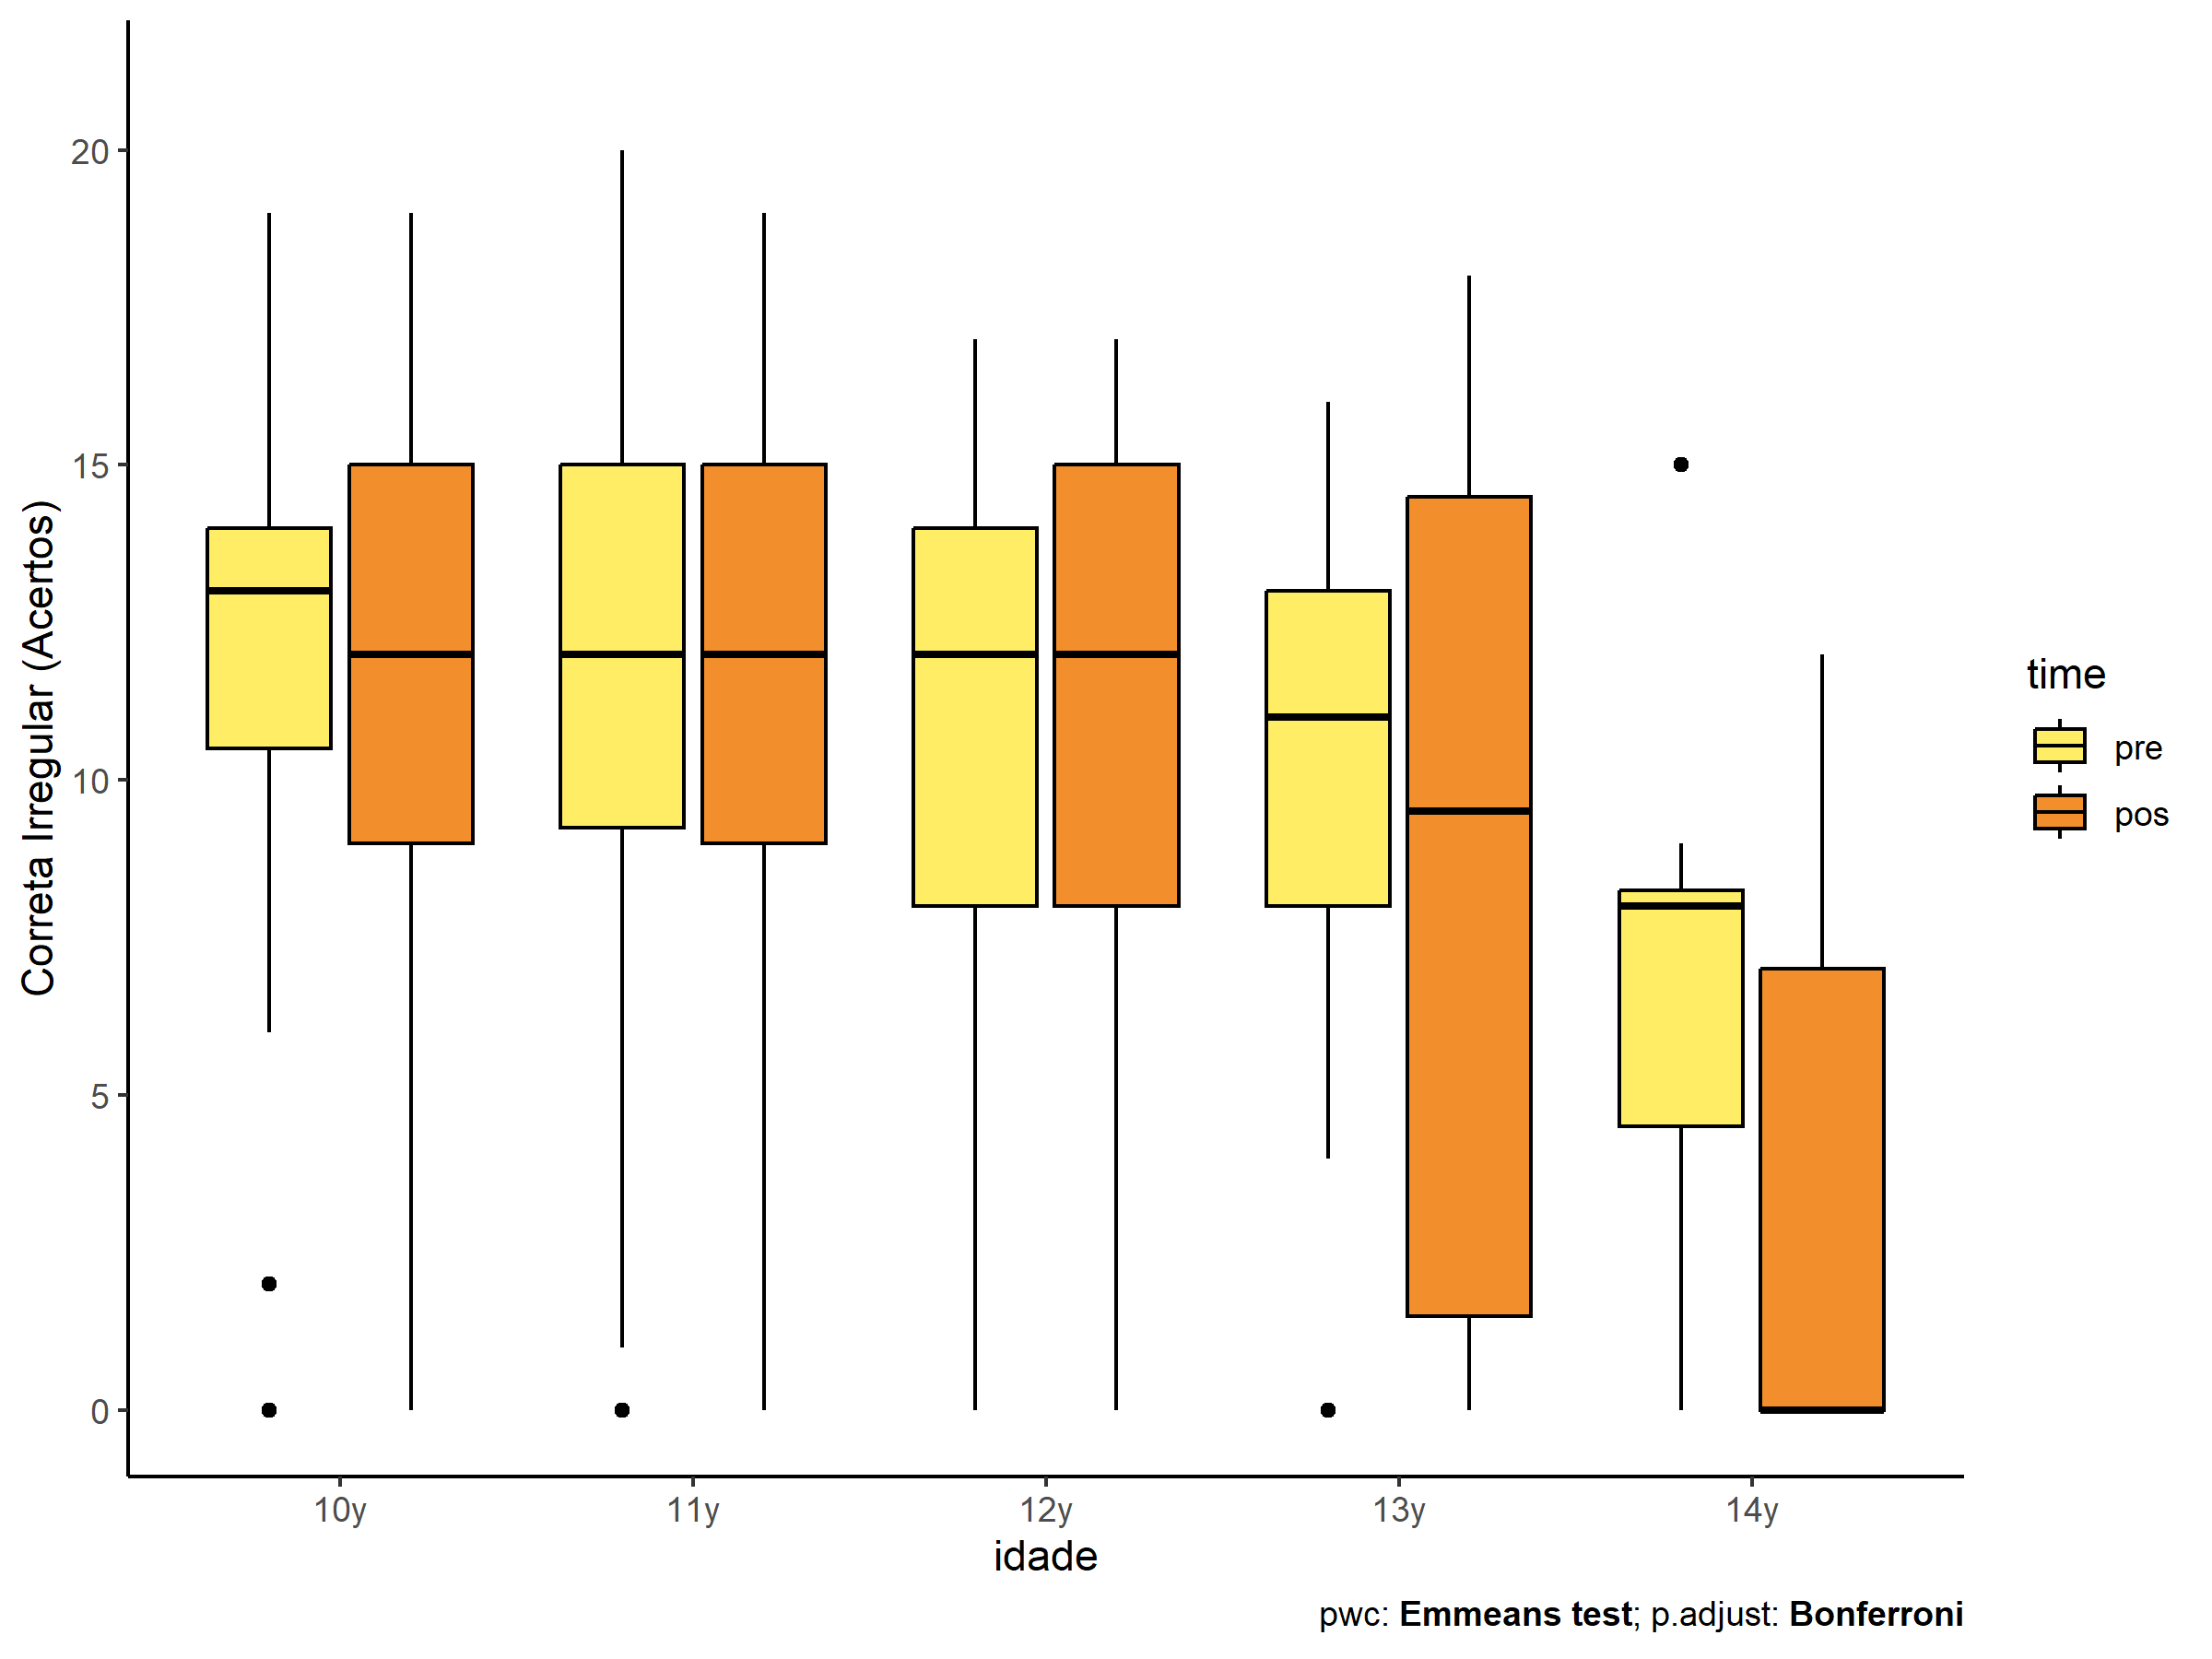 Correta Irregular (Acertos)
20
15
10
5
0
10y
11y
12y
13y
14y
idade
time
pre
pos
pwc: Emmeans test; p.adjust: Bonferroni